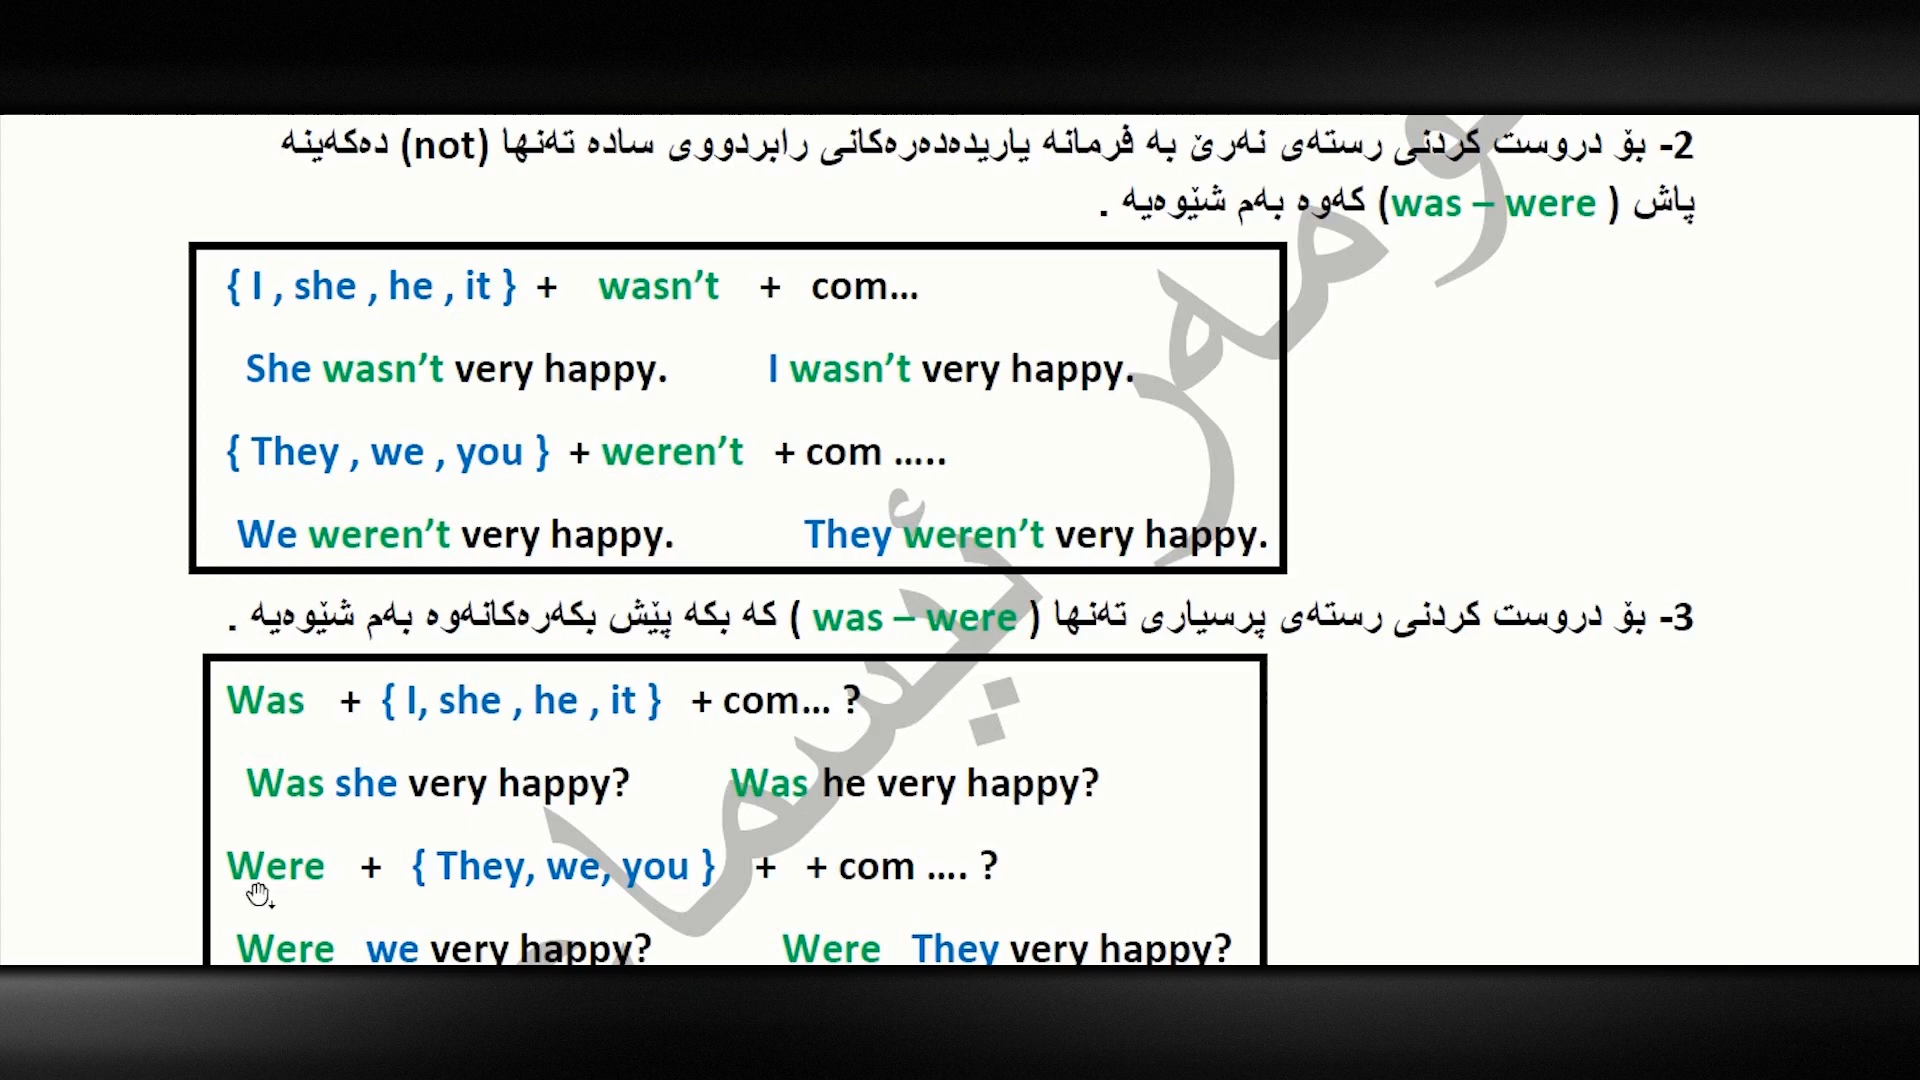 2- بۆ دروست کردنی رستەی نەرێ بە فرمانە یاریدەدەرەکانی رابردووی سادە تەنها (not) دەکەینە
پاش ( was – were) کەوە بەم شێوەیە .
{ I , she , he , it } + wasn’t + com...
She wasn’t very happy. I wasn’t very happy.
{ They , we , you } + weren’t + com .....
We weren’t very happy. They weren’t very happy.
3- بۆ دروست کردنی رستەی پرسیاری تەنها ( was – were ) کە بکە پێش بکەرەکانەوە بەم شێوەیە .
Was + { I, she , he , it } + com... ?
Was she very happy? Was he very happy?
Were + { They, we, you } + + com .... ?
Were we very happy? Were They very happy?